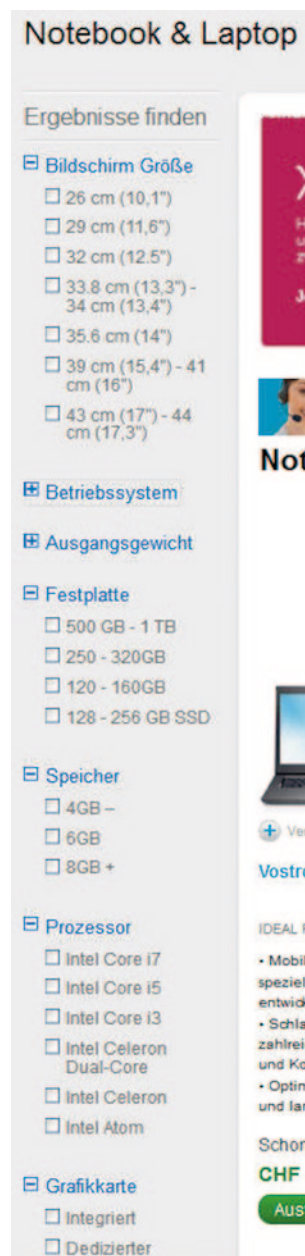 Notebook & Laptop
Ergebnisse finden
Bildschirm Größe
26 cm (10,1")
29 cm (11,6")
32 cm (12.5")
33.8 cm (13,3") -
34 cm (13,4")
35.6 cm (14")
39 cm (15,4") - 41
cm (16")
43 cm (17") - 44
cm (17,3")
Betriebssystem
Ausgangsgewicht
Festplatte
500 GB - 1 TB
250 - 320GB
120 - 160GB
128 - 256 GB SSD
Speicher
4GB –
6GB
8GB +
Prozessor
Intel Core i7
Intel Core i5
Intel Core i3
Intel Celeron
Dual-Core
Intel Celeron
Intel Atom
Grafikkarte
Integriert
Dedizierter
Not
Ve
Vostr
IDEAL
• Mobil
speziel
entwick
• Schla
zahlrei
und Ko
• Optin
und lan
Schon
CHF
Aus